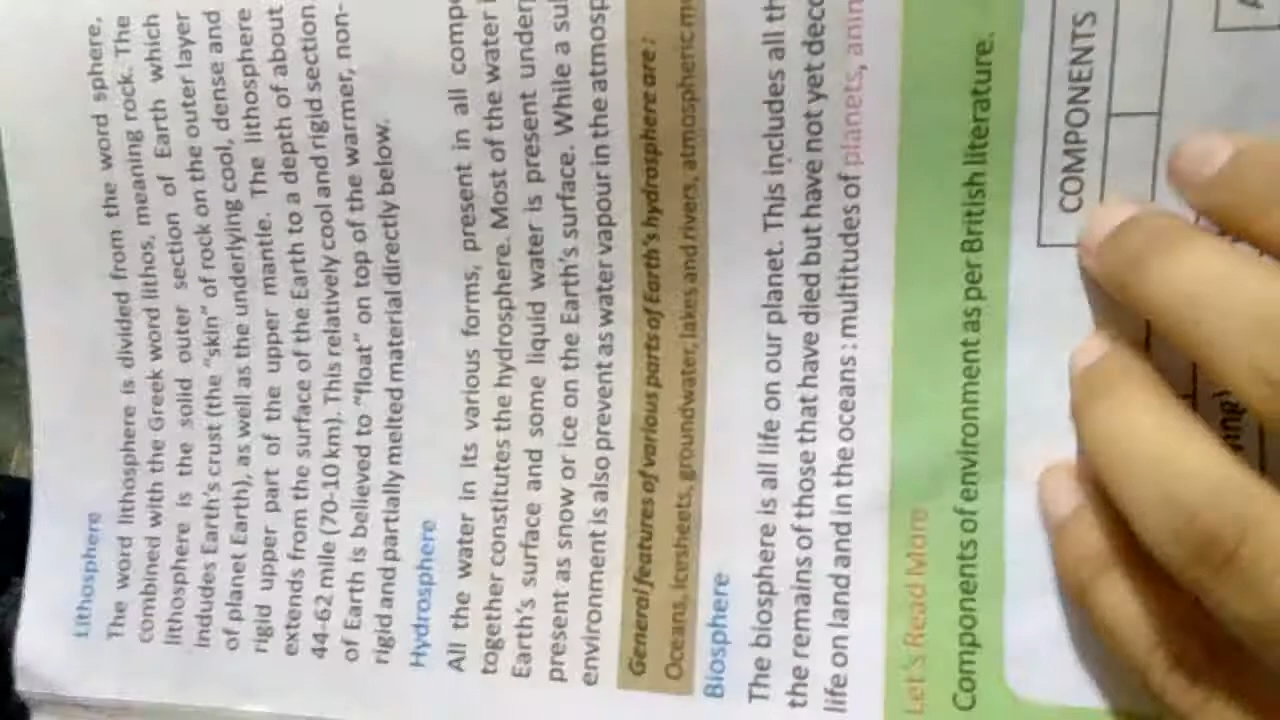 Lithosphere
The word lithosphere is divided from the word sphere,
combined with the Greek word lithos, meaning rock. The
lithosphere is the solid outer section of Earth which
includes Earth's crust (the "skin" of rock on the outer layer
of planet Earth), as well as the underlying cool, dense and
rigid upper part of the upper mantle. The lithosphere
extends from the surface of the Earth to a depth of about
44-62 mile (70-10 km). This relatively cool and rigid section
of Earth is believed to "float" on top of the warmer, non-
rigid and partially melted material directly below.
Hydrosphere
All the water in its various forms, present in all
together constitutes the hydrosphere. Most of the water
Earth's surface and some liquid water is present
present as snow or ice on the Earth's surface. While a
environment is also prevent as water vapour in the
General features of various parts of Earth's hydrosphere are :
Oceans, icesheets, groundwater, lakes and rivers, atmospheric
Biosphere
The biosphere is all life on our planet. This includes all
the remains of those that have died but have not yet
life on land and in the oceans : multitudes of planets,
Let's Read More
Components of environment as per British literature.
COMPONENTS